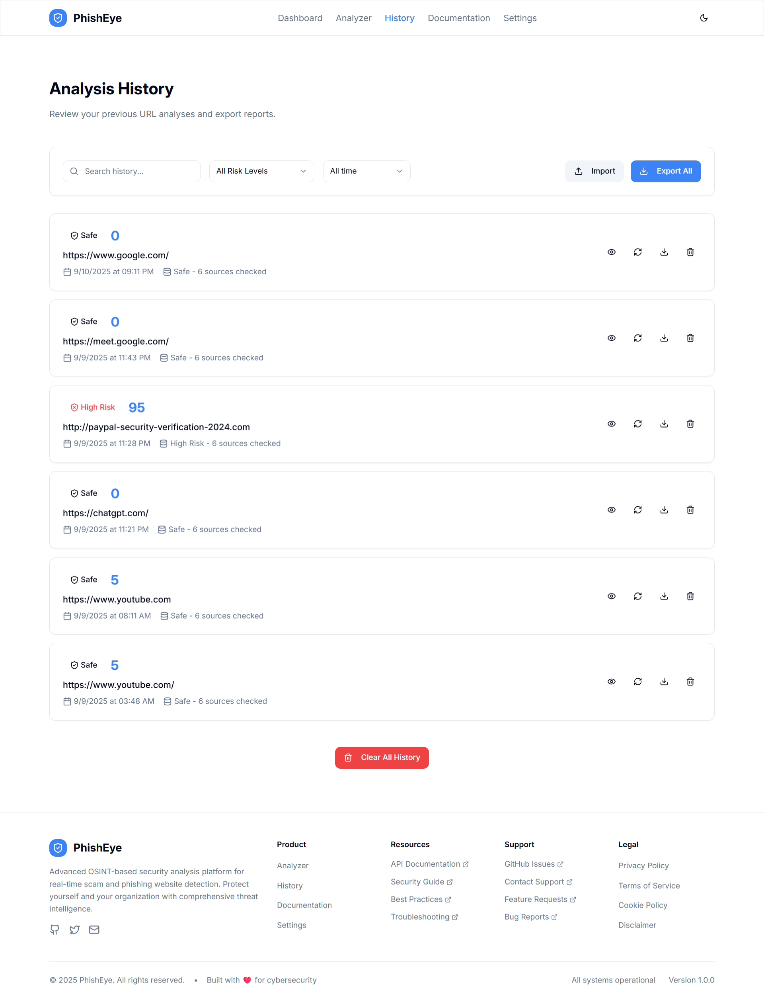 PhishEye
Dashboard Analyzer History Documentation Settings
Analysis History
Review your previous URL analyses and export reports.
Search history... All Risk Levels All time Import Export All
Safe 0
https://www.google.com/
9/10/2025 at 09:11 PM Safe - 6 sources checked
Safe 0
https://meet.google.com/
9/9/2025 at 11:43 PM Safe - 6 sources checked
High Risk 95
http://paypal-security-verification-2024.com
9/9/2025 at 11:28 PM High Risk - 6 sources checked
Safe 0
https://chatgpt.com/
9/9/2025 at 11:21 PM Safe - 6 sources checked
Safe 5
https://www.youtube.com
9/9/2025 at 08:11 AM Safe - 6 sources checked
Safe 5
https://www.youtube.com/
9/9/2025 at 03:48 AM Safe - 6 sources checked
Clear All History
PhishEye
Advanced OSINT-based security analysis platform for
real-time scam and phishing website detection. Protect
yourself and your organization with comprehensive threat
intelligence.
Product
Analyzer
History
Documentation
Settings
Resources
API Documentation
Security Guide
Best Practices
Troubleshooting
Support
GitHub Issues
Contact Support
Feature Requests
Bug Reports
Legal
Privacy Policy
Terms of Service
Cookie Policy
Disclaimer
© 2025 PhishEye. All rights reserved. • Built with ❤️ for cybersecurity
All systems operational Version 1.0.0